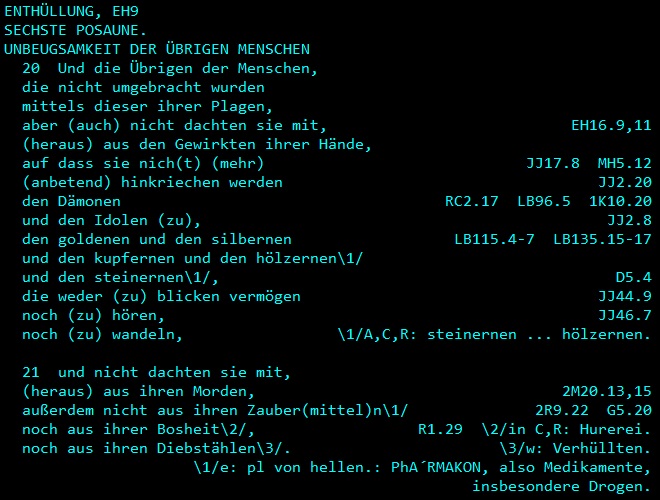 ENTHÜLLUNG, EH9
SECHSTE POSAUNE.
UNBEUGSAMKEIT DER ÜBRIGEN MENSCHEN
20  Und die Übrigen der Menschen,
die nicht umgebracht wurden
mittels dieser ihrer Plagen,
aber (auch) nicht dachten sie mit, EH16.9,11
(heraus) aus den Gewirkten ihrer Hände,
auf dass sie nich(t) (mehr) JJ17.8  MH5.12
(anbetend) hinkriechen werden JJ2.20
den Dämonen RC2.17  LB96.5  1K10.20
und den Idolen (zu), JJ2.8
den goldenen und den silbernen LB115.4-7  LB135.15-17
und den kupfernen und den hölzernen\1/
und den steinernen\1/, D5.4
die weder (zu) blicken vermögen JJ44.9
noch (zu) hören, JJ46.7
noch (zu) wandeln, \1/A,C,R: steinernen ... hölzernen.
21  und nicht dachten sie mit,
(heraus) aus ihren Morden, 2M20.13,15
außerdem nicht aus ihren Zauber(mittel)n\1/ 2R9.22  G5.20
noch aus ihrer Bosheit\2/, R1.29  \2/in C,R: Hurerei.
noch aus ihren Diebstählen\3/. \3/w: Verhüllten.
\1/e: pl von hellen.: PhA´RMAKON, also Medikamente,
insbesondere Drogen.